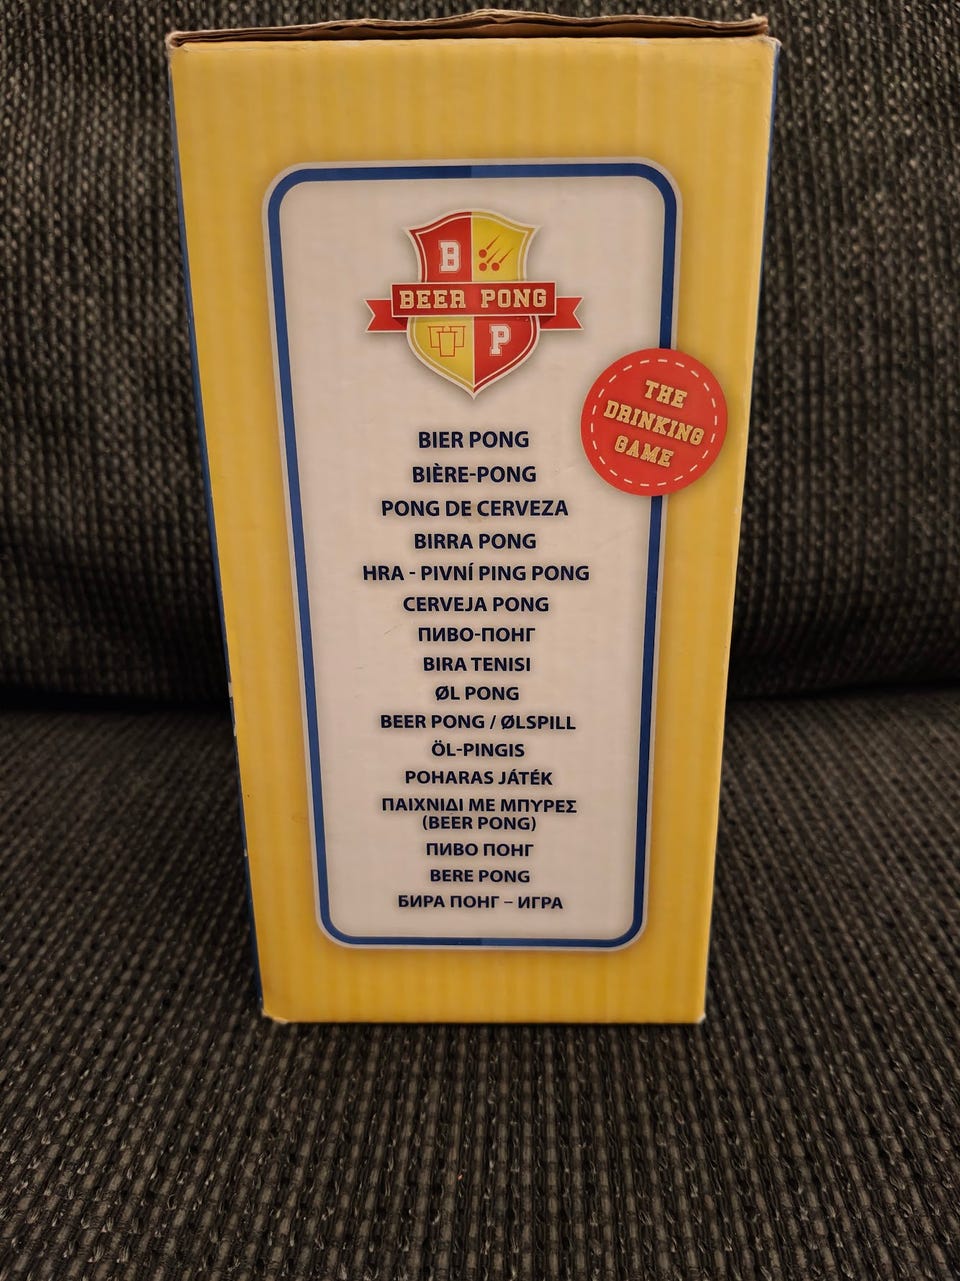 B
BEER PONG
P
THE
DRINKING
GAME
BIER PONG
BIÈRE-PONG
PONG DE CERVEZA
BIRRA PONG
HRA - PIVNÍ PING PONG
CERVEJA PONG
ПИВО-ПОНГ
BIRA TENISI
ØL PONG
BEER PONG / ØLSPILL
ÖL-PINGIS
POHARAS JÁTÉK
ΠΑΙΧΝΙΔΙ ΜΕ ΜΠΥΡΕΣ
(BEER PONG)
ПИВО ПОНГ
BERE PONG
БИРА ПОНГ – ИГРА